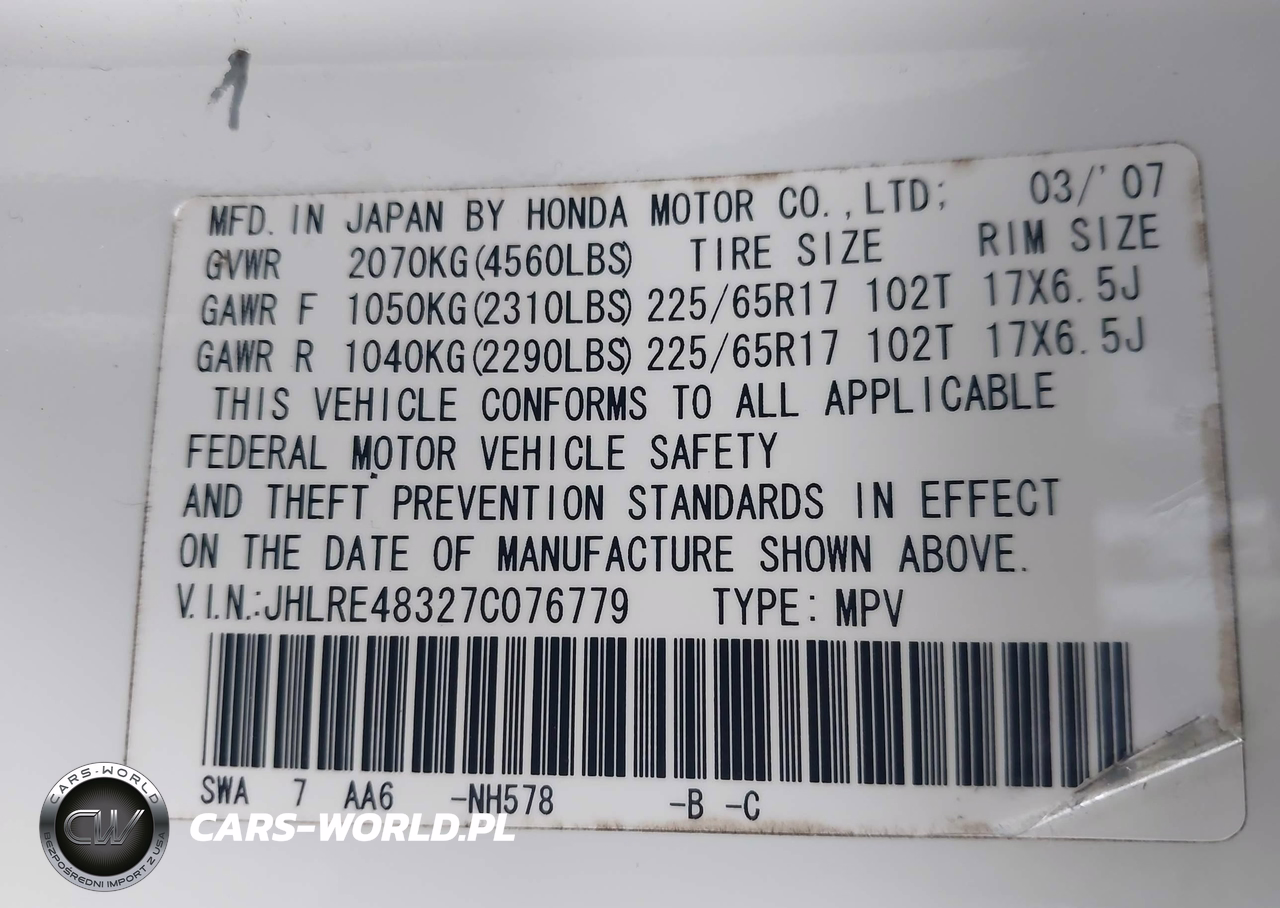 1
MFD. IN JAPAN BY HONDA MOTOR CO.,LTD; 03/'07
GVWR 2070KG(4560LBS) TIRE SIZE RIM SIZE
GAWR F 1050KG(2310LBS) 225/65R17 102T 17X6.5J
GAWR R 1040KG(2290LBS) 225/65R17 102T 17X6.5J
THIS VEHICLE CONFORMS TO ALL APPLICABLE
FEDERAL MOTOR VEHICLE SAFETY
AND THEFT PREVENTION STANDARDS IN EFFECT
ON THE DATE OF MANUFACTURE SHOWN ABOVE.
V.I.N.:JHLRE48327C076779 TYPE: MPV
SWA 7 AA6 -NH578 -B -C
CARS-WORLD
CW
BEZPOŚREDNI IMPORT Z USA
CARS-WORLD.PL